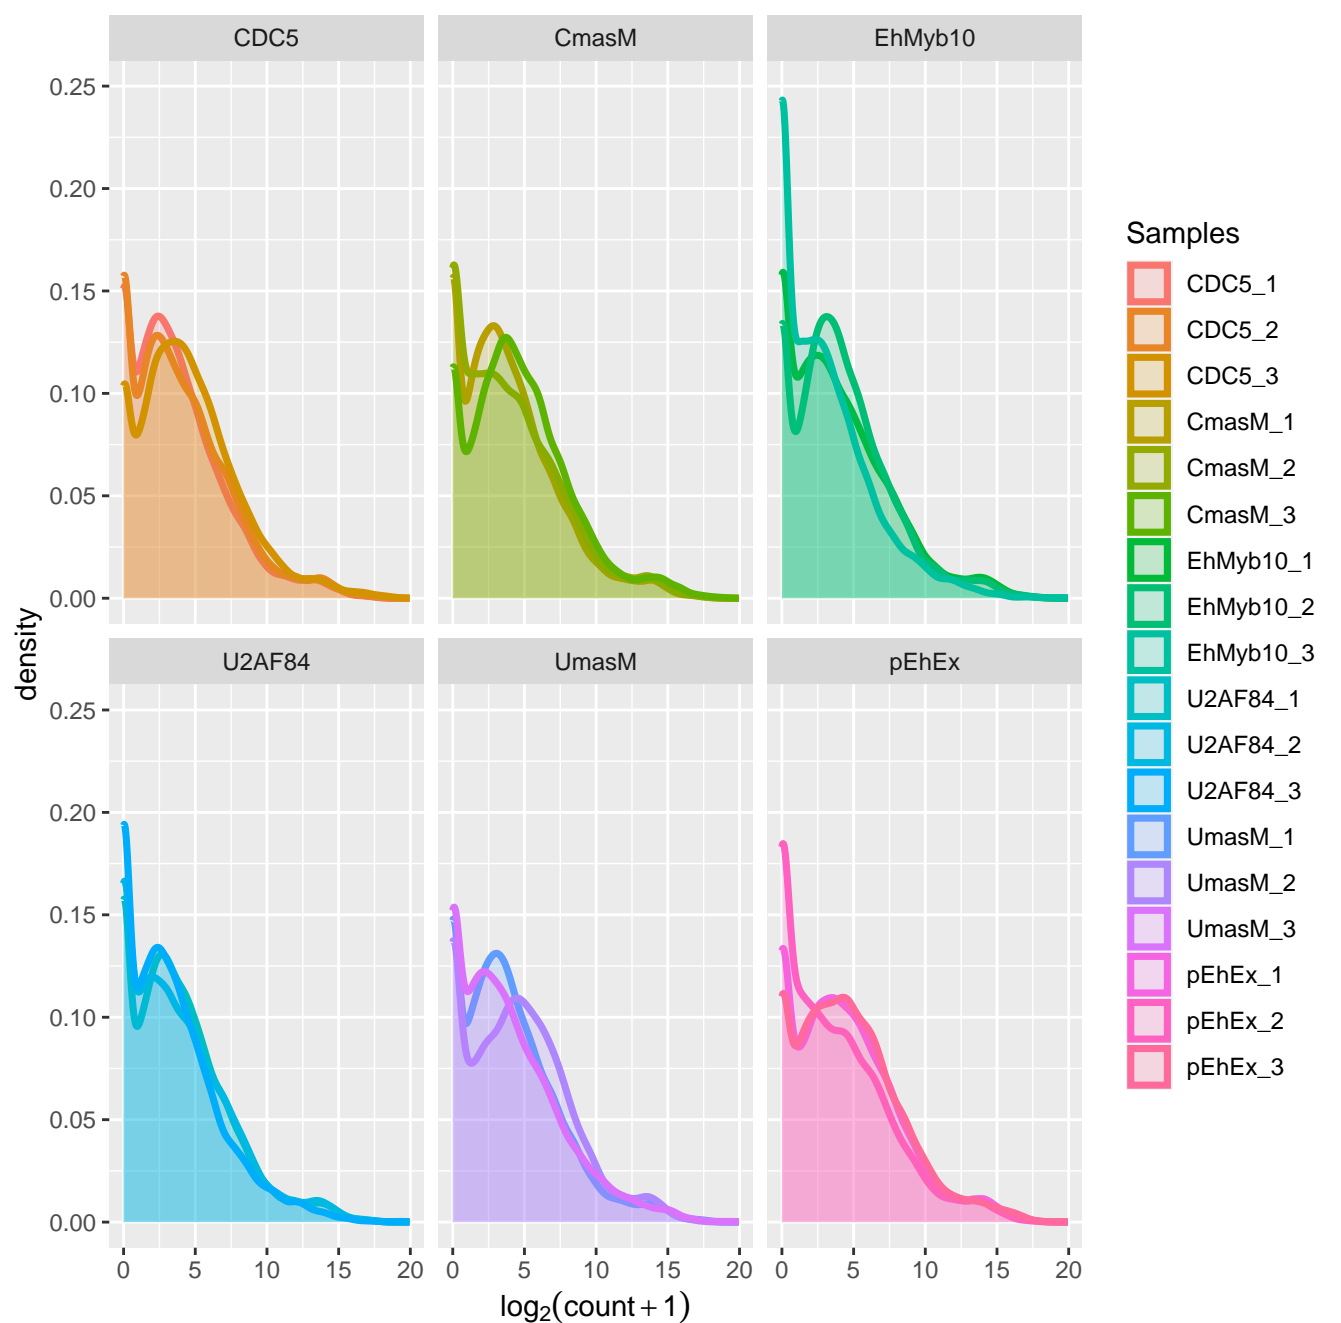 CDC5 CmasM EhMyb10
0.25
0.20
0.15
0.10
0.05
0.00
U2AF84 UmasM pEhEx
0.25
0.20
0.15
0.10
0.05
0.00
0 5 10 15 20 0 5 10 15 20 0 5 10 15 20
log₂(count + 1)
density
Samples
CDC5_1
CDC5_2
CDC5_3
CmasM_1
CmasM_2
CmasM_3
EhMyb10_1
EhMyb10_2
EhMyb10_3
U2AF84_1
U2AF84_2
U2AF84_3
UmasM_1
UmasM_2
UmasM_3
pEhEx_1
pEhEx_2
pEhEx_3